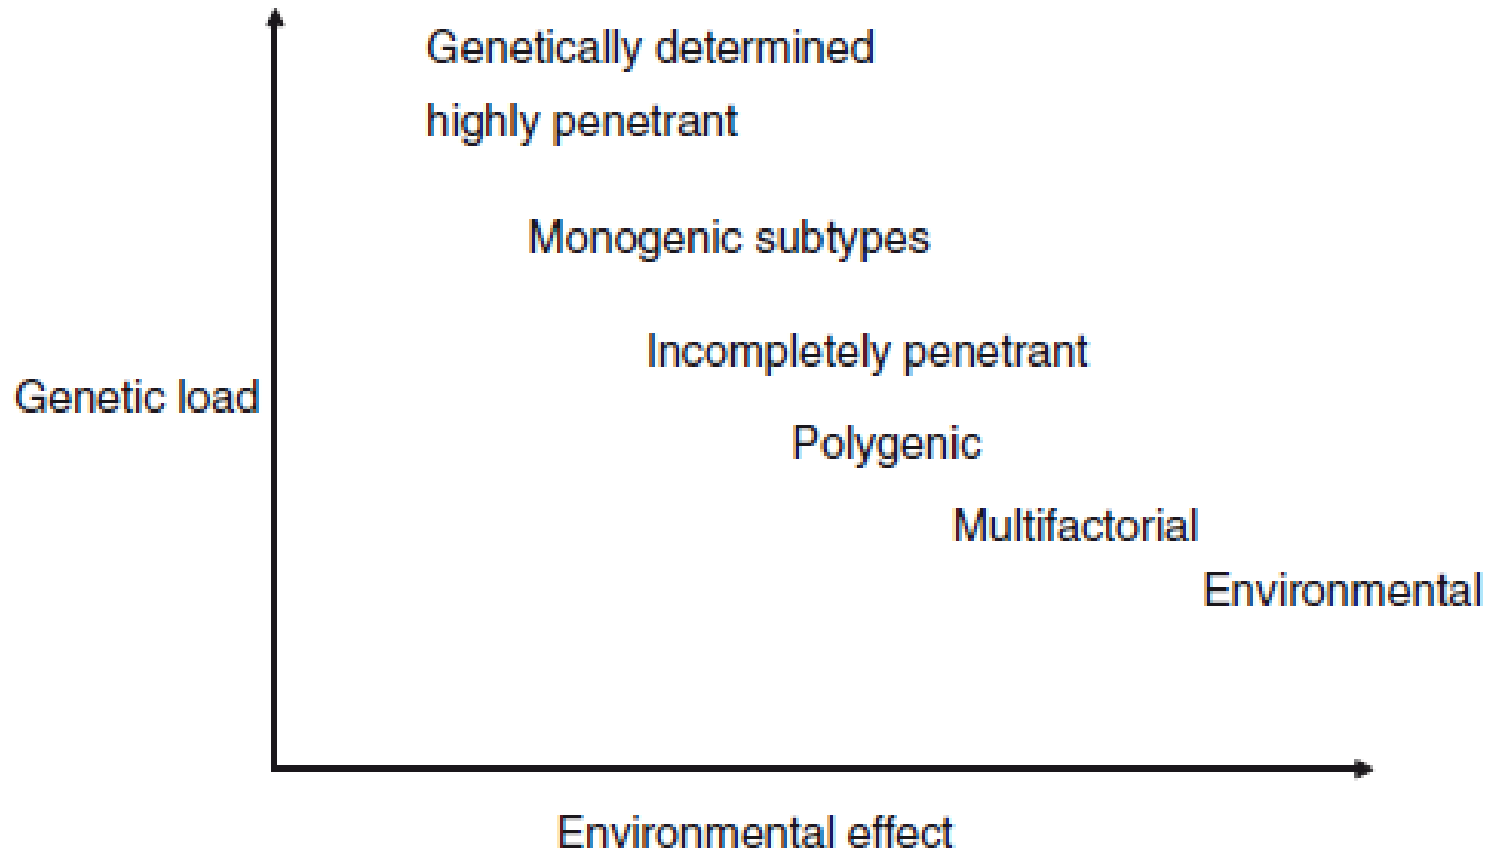 Genetically determined
highly penetrant
Monogenic subtypes
Incompletely penetrant
Genetic load
Polygenic
Multifactorial
Environmental
Environmental effect